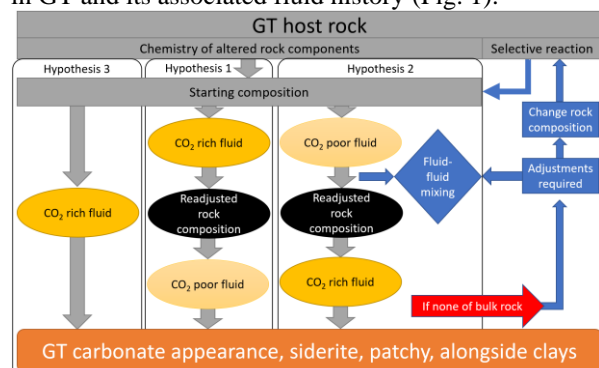 in GT and its associated fluid history (Fig. 1).
GT host rock
Chemistry of altered rock components
Selective reaction
Hypothesis 3
Hypothesis 1
Hypothesis 2
Starting composition
CO2 rich fluid
CO2 rich fluid
Readjusted
rock
composition
CO2 poor fluid
CO2 poor fluid
Readjusted
rock
composition
CO2 rich fluid
Fluid-
fluid
mixing
Change rock
composition
Adjustments
required
If none of bulk rock
GT carbonate appearance, siderite, patchy, alongside clays